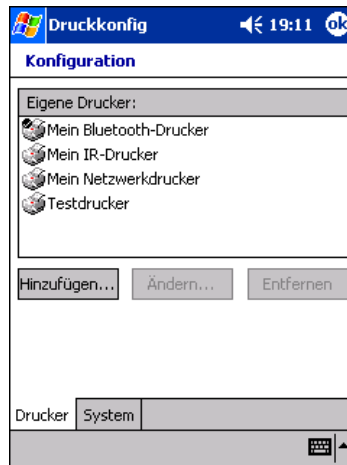 Druckkonfig 19:11 ok
Konfiguration
Eigene Drucker:
Mein Bluetooth-Drucker
Mein IR-Drucker
Mein Netzwerkdrucker
Testdrucker
Hinzufügen... Ändern... Entfernen
Drucker System